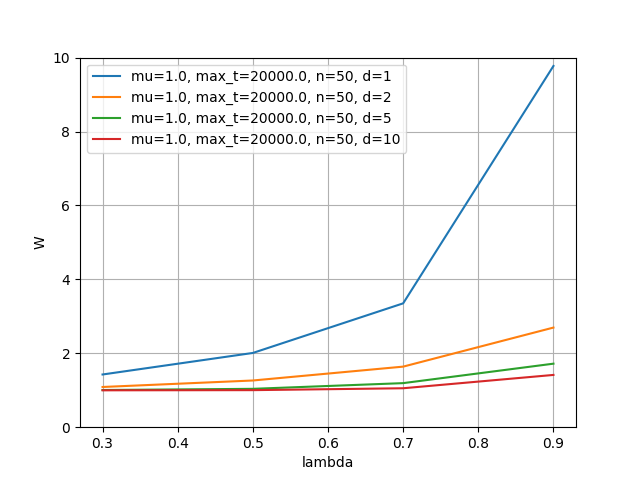 10
8
6
4
2
0
W
mu=1.0, max_t=20000.0, n=50, d=1
mu=1.0, max_t=20000.0, n=50, d=2
mu=1.0, max_t=20000.0, n=50, d=5
mu=1.0, max_t=20000.0, n=50, d=10
0.3 0.4 0.5 0.6 0.7 0.8 0.9
lambda